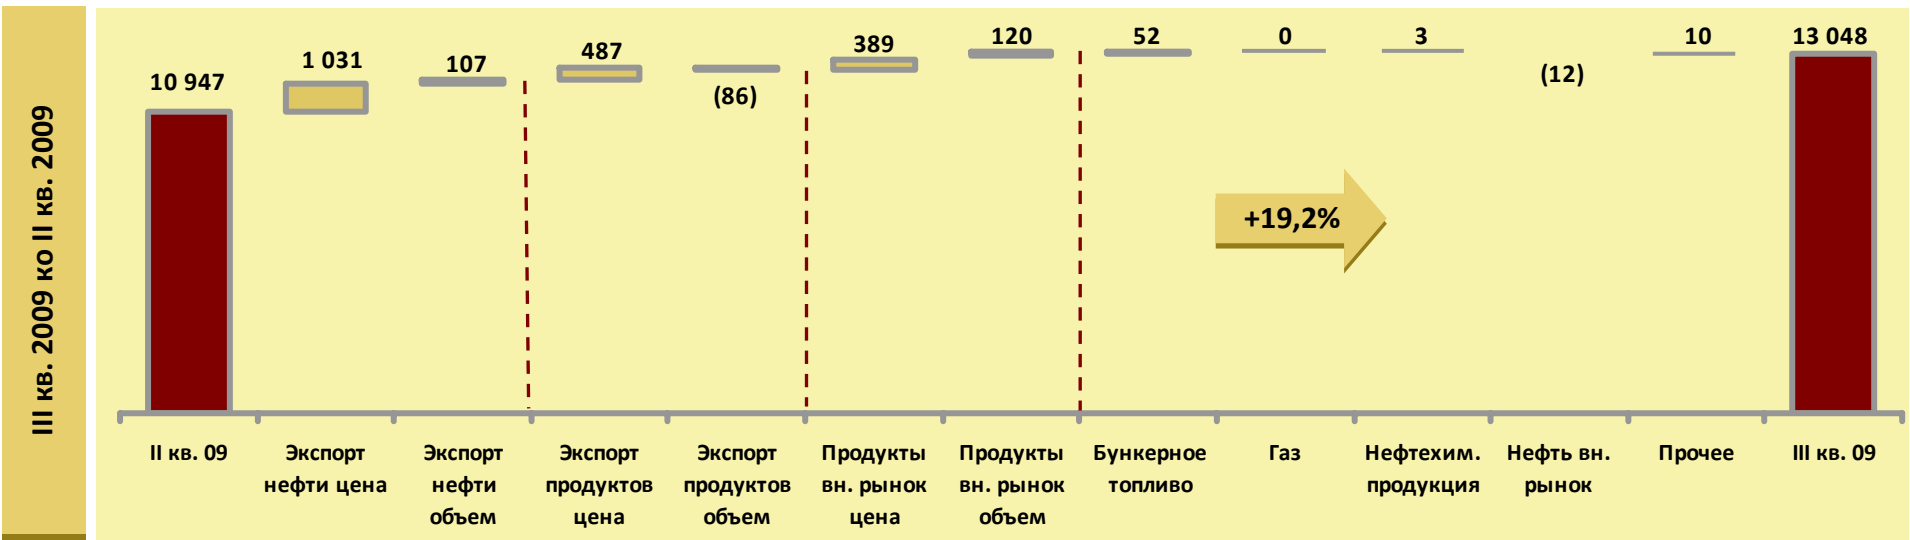 III кв. 2009 ко II кв. 2009
10 947
1 031
107
487
(86)
389
120
52
0
3
(12)
10
13 048
+19,2%
II кв. 09
Экспорт
нефти цена
Экспорт
нефти
объем
Экспорт
продуктов
цена
Экспорт
продуктов
объем
Продукты
вн. рынок
цена
Продукты
вн. рынок
объем
Бункерное
топливо
Газ
Нефтехим.
продукция
Нефть вн.
рынок
Прочее
III кв. 09